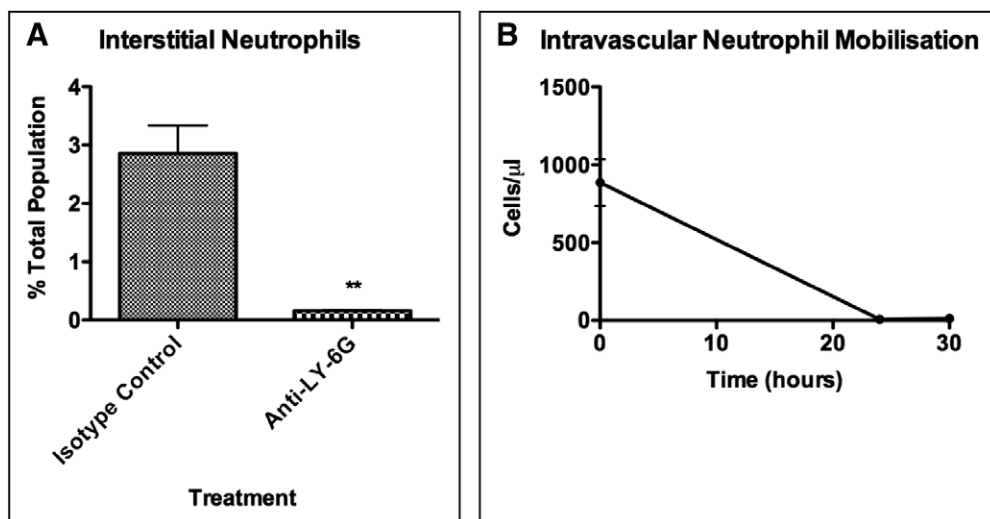 A Interstitial Neutrophils
% Total Population
4
3
2
1
0
**
Isotype Control
Anti-LY-6G
Treatment
B Intravascular Neutrophil Mobilisation
Cells/µl
1500
1000
500
0
0 10 20 30
Time (hours)